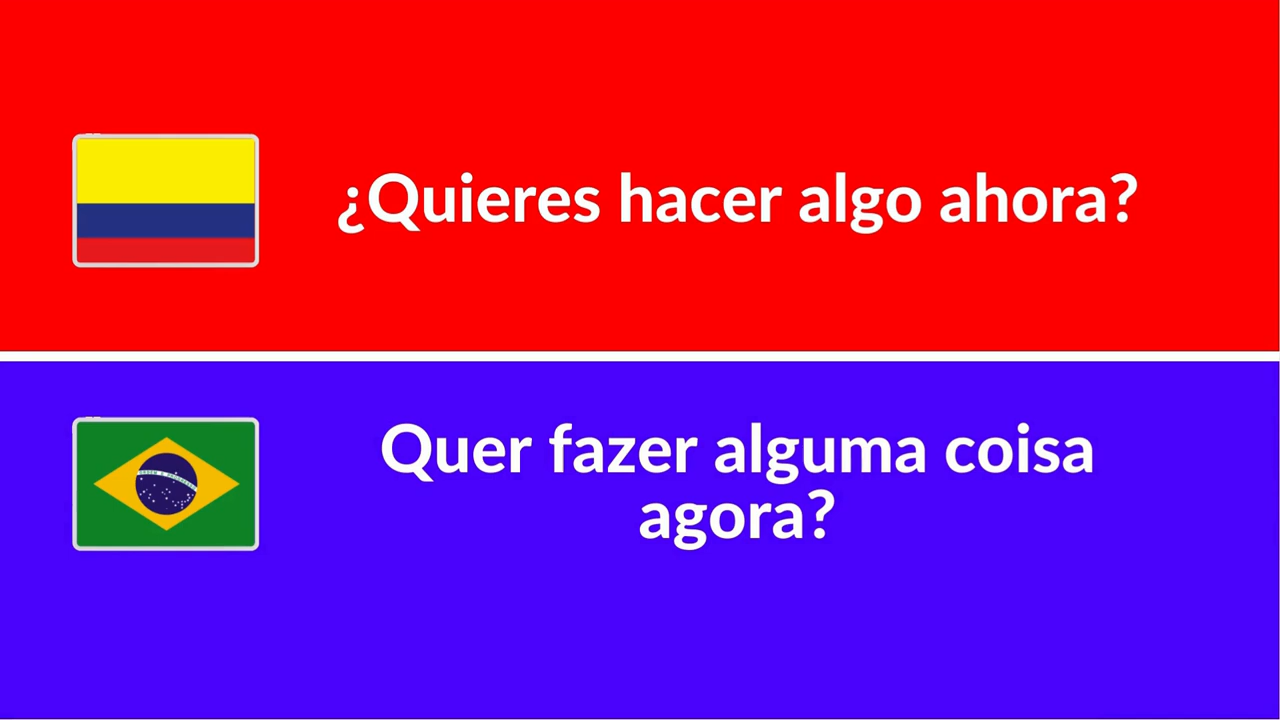 ¿Quieres hacer algo ahora?
Quer fazer alguma coisa
agora?